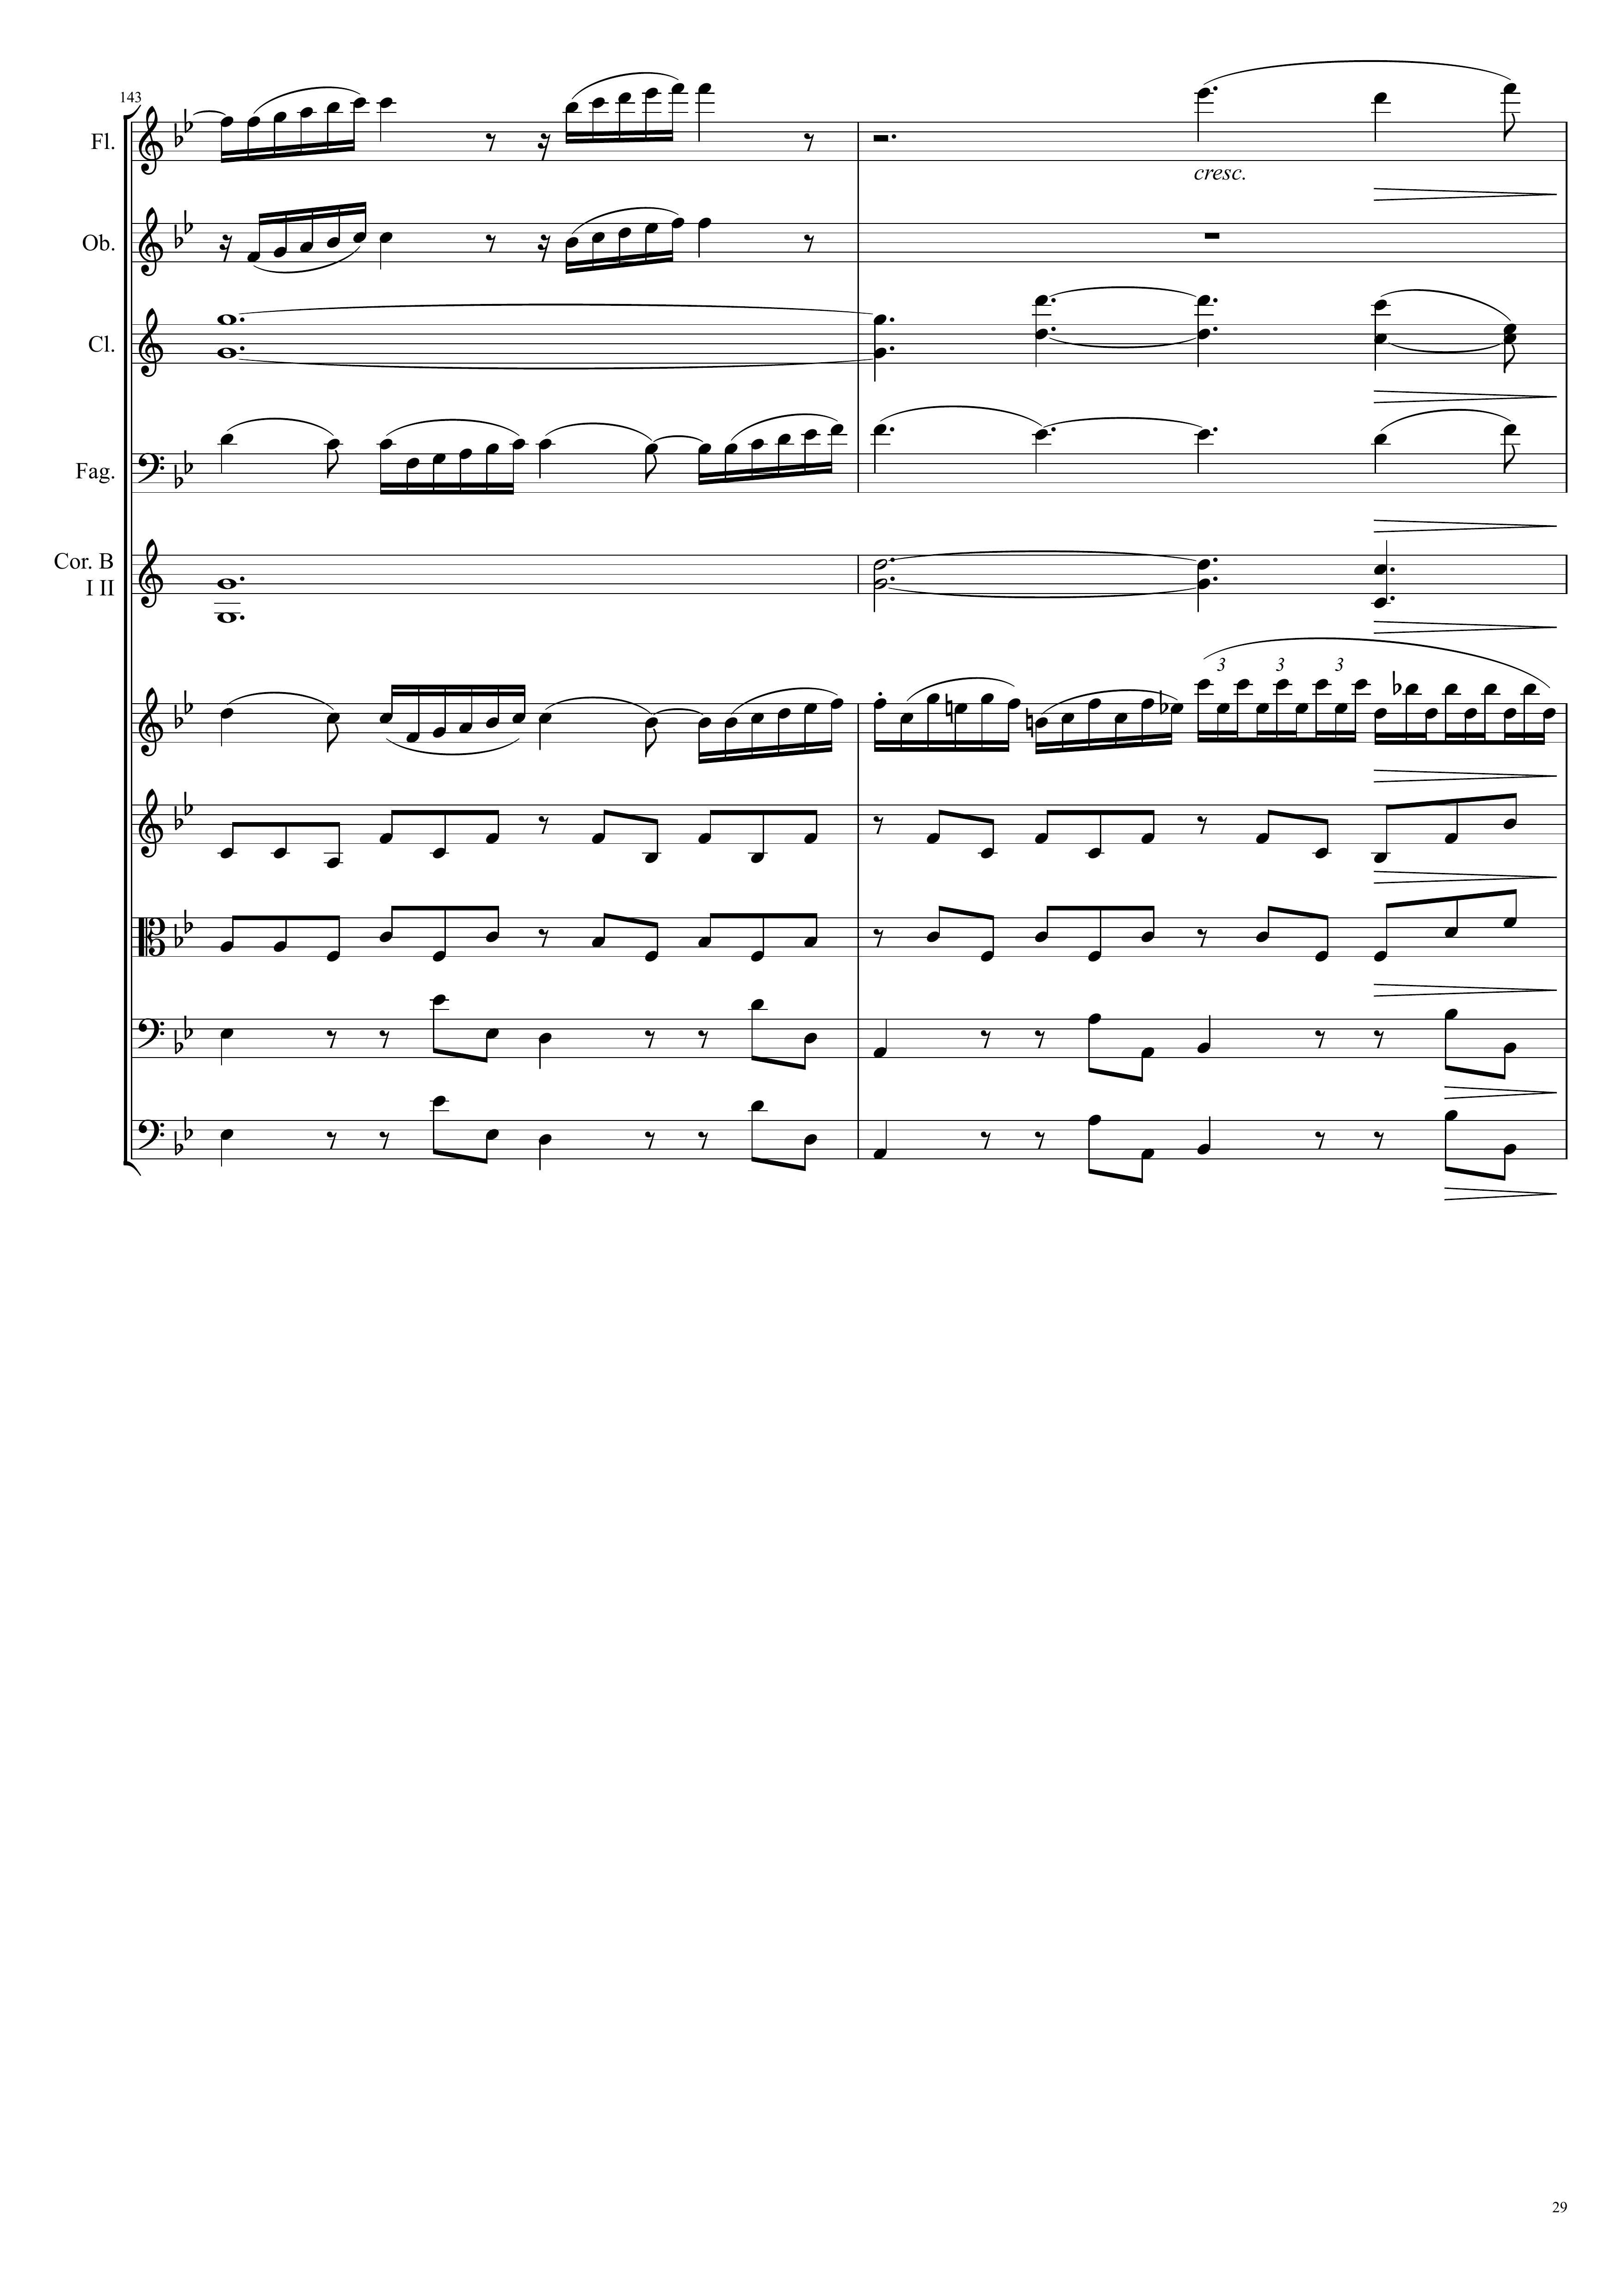 143
Fl.
cresc.
Ob.
Cl.
Fag.
Cor. B
I II
3 3 3
29